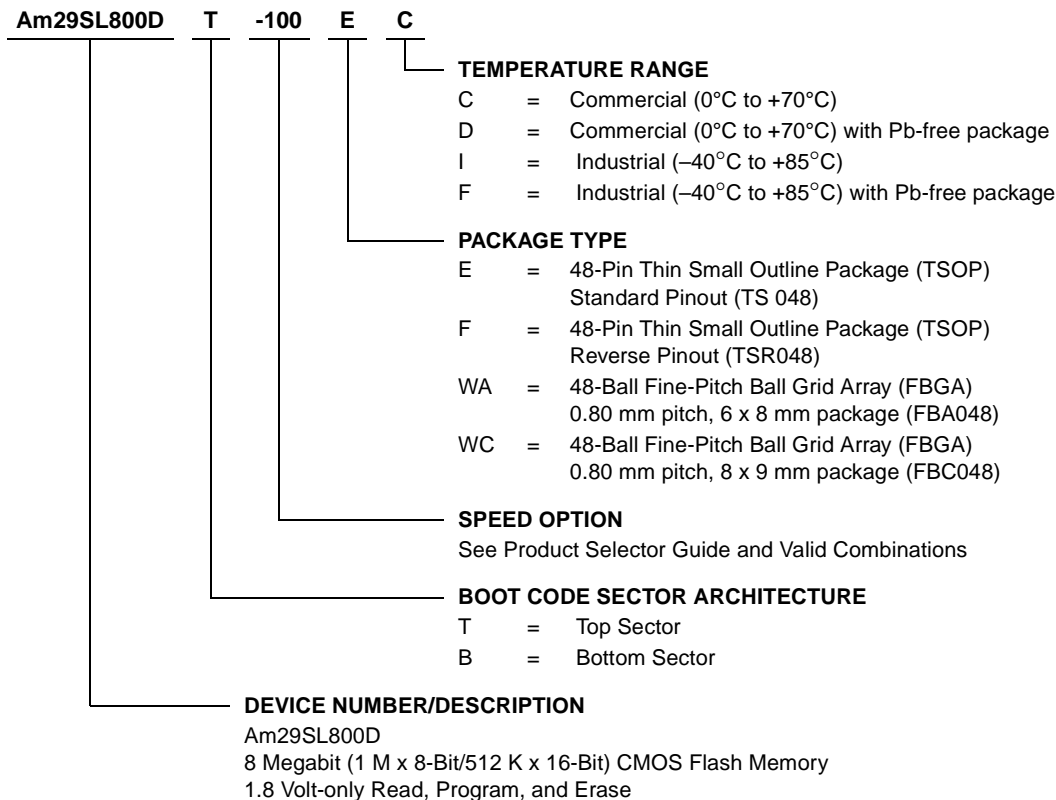 Am29SL800D T -100 E C
TEMPERATURE RANGE
C = Commercial (0°C to +70°C)
D = Commercial (0°C to +70°C) with Pb-free package
I = Industrial (–40°C to +85°C)
F = Industrial (–40°C to +85°C) with Pb-free package
PACKAGE TYPE
E = 48-Pin Thin Small Outline Package (TSOP)
Standard Pinout (TS 048)
F = 48-Pin Thin Small Outline Package (TSOP)
Reverse Pinout (TSR048)
WA = 48-Ball Fine-Pitch Ball Grid Array (FBGA)
0.80 mm pitch, 6 x 8 mm package (FBA048)
WC = 48-Ball Fine-Pitch Ball Grid Array (FBGA)
0.80 mm pitch, 8 x 9 mm package (FBC048)
SPEED OPTION
See Product Selector Guide and Valid Combinations
BOOT CODE SECTOR ARCHITECTURE
T = Top Sector
B = Bottom Sector
DEVICE NUMBER/DESCRIPTION
Am29SL800D
8 Megabit (1 M x 8-Bit/512 K x 16-Bit) CMOS Flash Memory
1.8 Volt-only Read, Program, and Erase